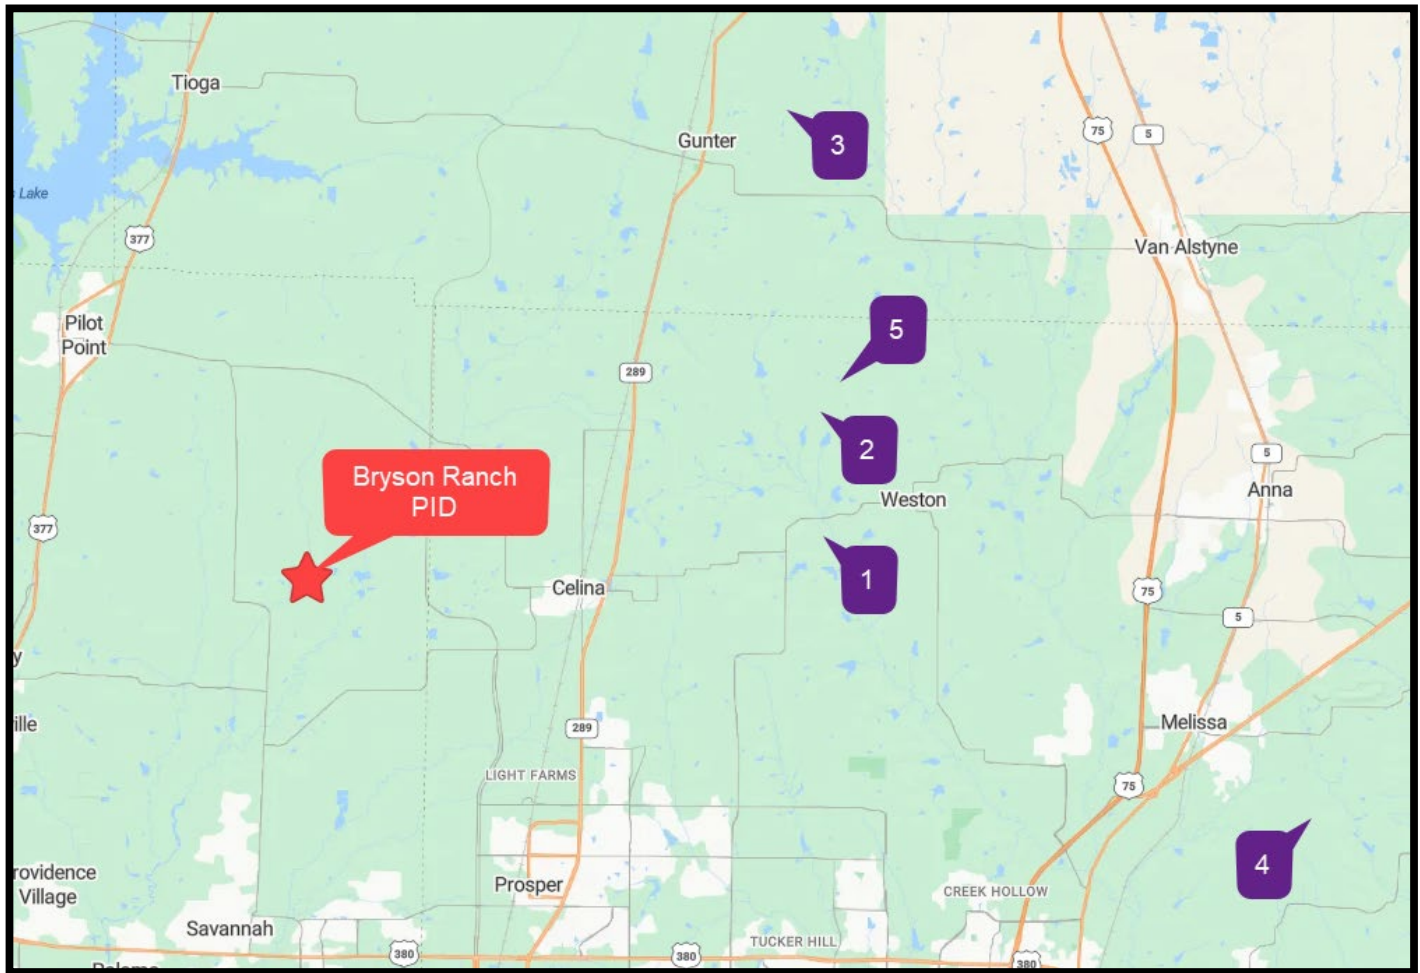 Tioga
Gunter
3
75
5
Lake
377
Van Alstyne
Pilot
Point
5
289
2
5
Bryson Ranch
PID
Weston
Anna
377
Celina
1
75
5
y
ille
289
Melissa
LIGHT FARMS
75
4
rovidence
Village
Prosper
CREEK HOLLOW
Savannah
TUCKER HILL
380
380
380